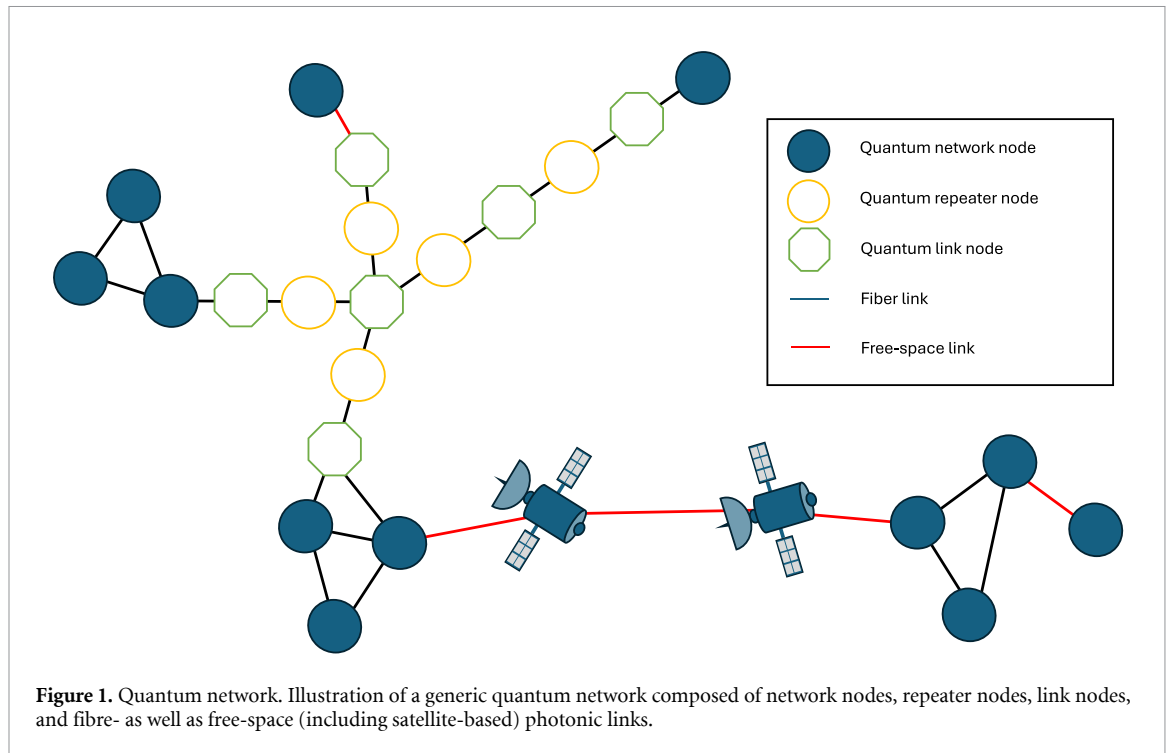 Quantum network node
Quantum repeater node
Quantum link node
Fiber link
Free-space link
Figure 1. Quantum network. Illustration of a generic quantum network composed of network nodes, repeater nodes, link nodes,
and fibre- as well as free-space (including satellite-based) photonic links.